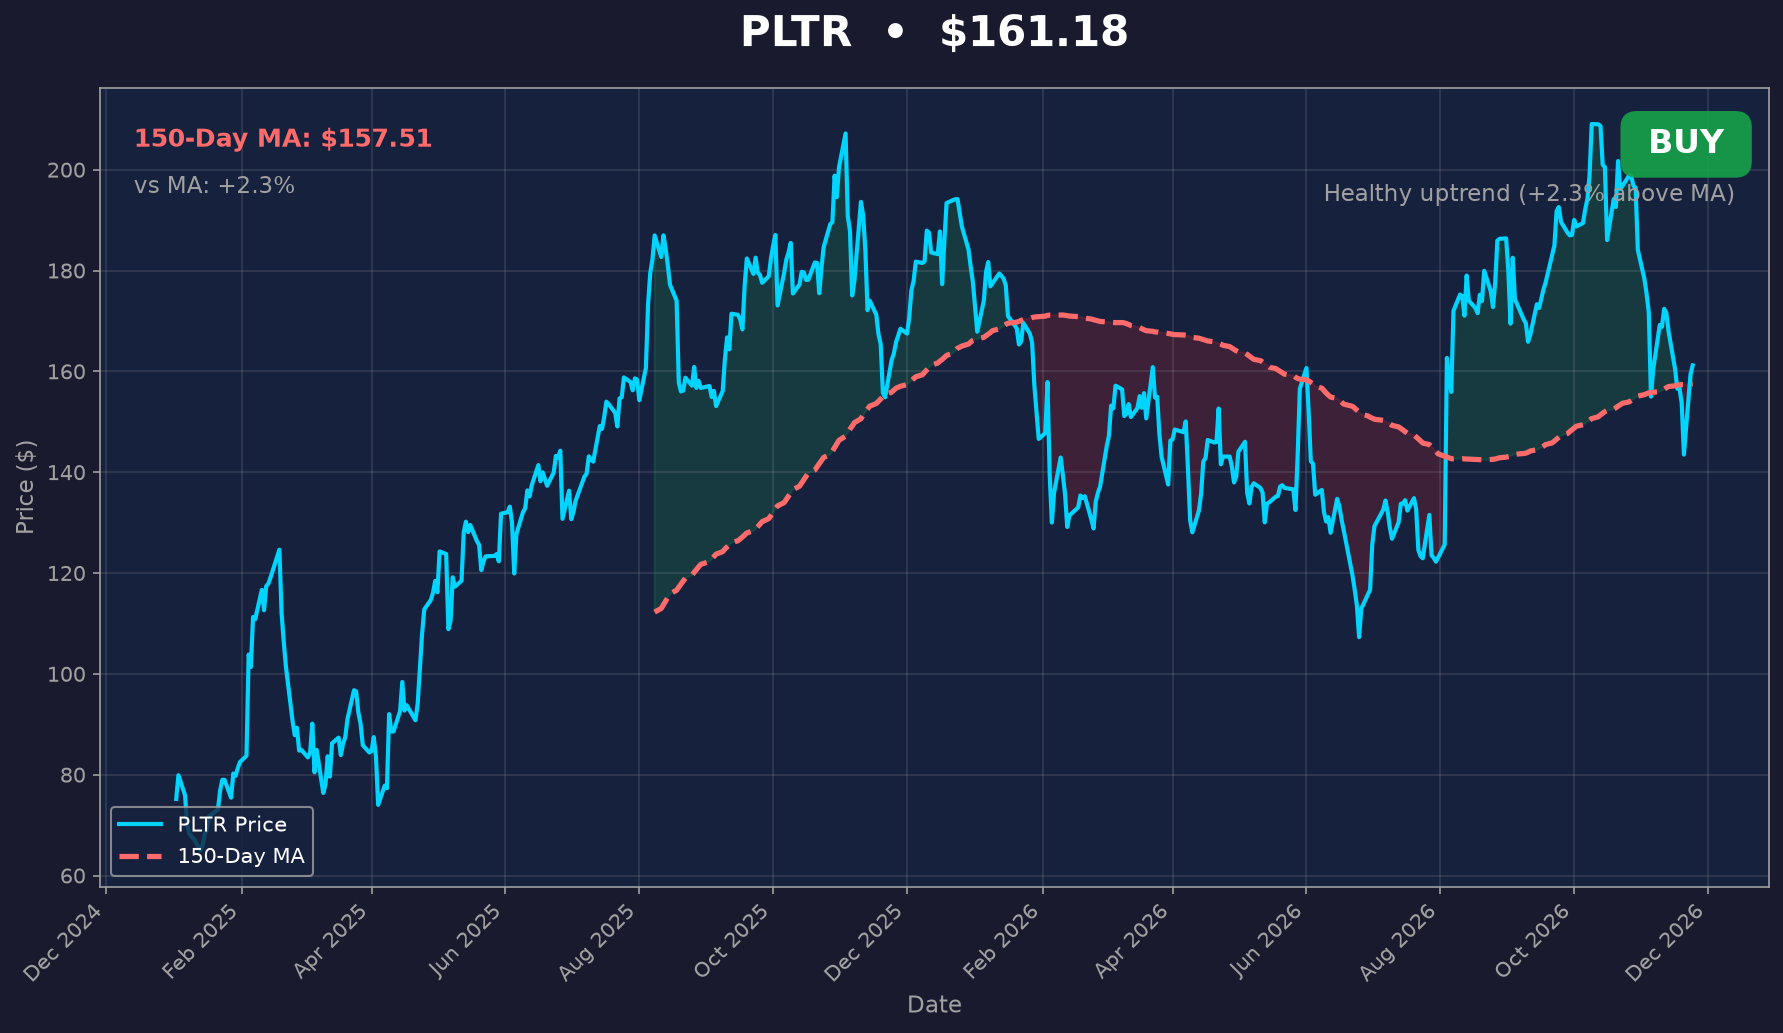 PLTR • $161.18
150-Day MA: $157.51
vs MA: +2.3%
BUY
Healthy uptrend (+2.3% above MA)
Price ($)
200
180
160
140
120
100
80
60
PLTR Price
150-Day MA
Dec 2024
Feb 2025
Apr 2025
Jun 2025
Aug 2025
Oct 2025
Dec 2025
Feb 2026
Apr 2026
Jun 2026
Aug 2026
Oct 2026
Dec 2026
Date